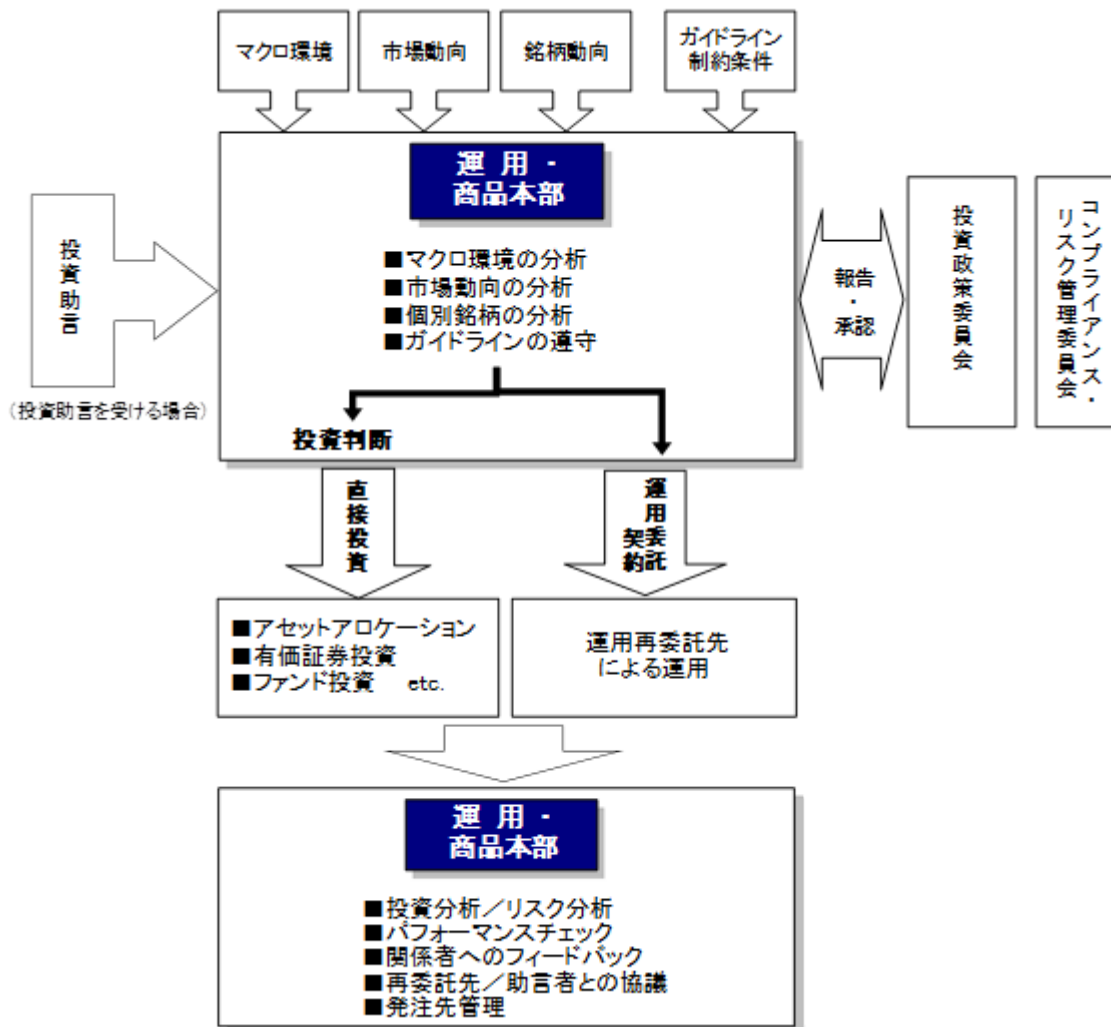 マクロ環境
市場動向
銘柄動向
ガイドライン
制約条件
運 用 ・
商品本部
■マクロ環境の分析
■市場動向の分析
■個別銘柄の分析
■ガイドラインの遵守
投資助言
(投資助言を受ける場合)
報告
・
承認
投資政策委員会
コンプライアンス・
リスク管理委員会
投資判断
直接投資
運用委託
契約
■アセットアロケーション
■有価証券投資
■ファンド投資 etc.
運用再委託先
による運用
運 用 ・
商品本部
■投資分析／リスク分析
■パフォーマンスチェック
■関係者へのフィードバック
■再委託先／助言者との協議
■発注先管理